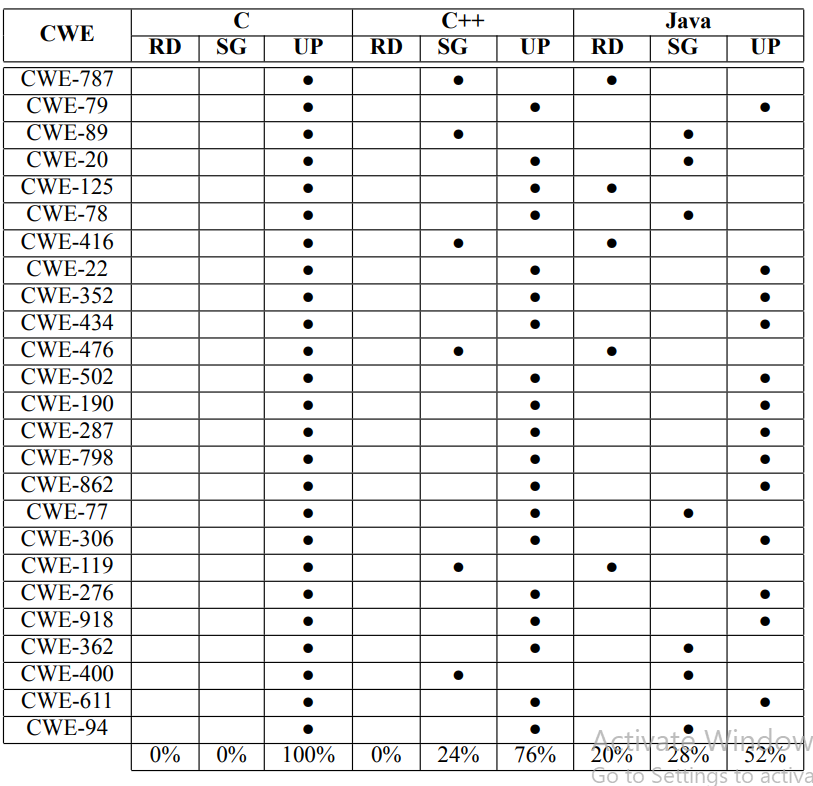 CWE C C++ Java
RD SG UP RD SG UP RD SG UP
CWE-787 ● ● ●
CWE-79 ● ● ●
CWE-89 ● ● ●
CWE-20 ● ● ●
CWE-125 ● ● ●
CWE-78 ● ● ●
CWE-416 ● ● ●
CWE-22 ● ● ●
CWE-352 ● ● ●
CWE-434 ● ● ●
CWE-476 ● ● ●
CWE-502 ● ● ●
CWE-190 ● ● ●
CWE-287 ● ● ●
CWE-798 ● ● ●
CWE-862 ● ● ●
CWE-77 ● ● ●
CWE-306 ● ● ●
CWE-119 ● ● ●
CWE-276 ● ● ●
CWE-918 ● ● ●
CWE-362 ● ● ●
CWE-400 ● ● ●
CWE-611 ● ● ●
CWE-94 ● ● ●
0% 0% 100% 0% 24% 76% 20% 28% 52%
Activate Window
Go to Settings to activa